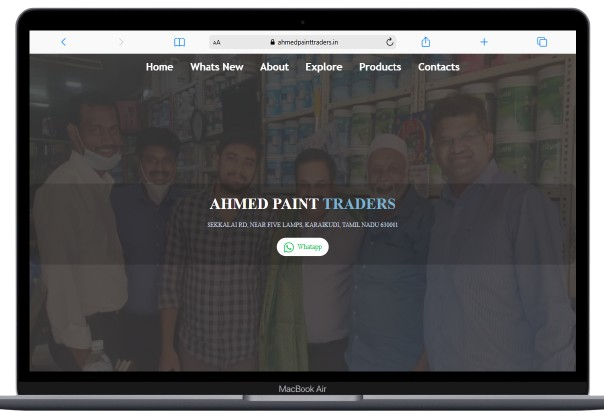 AA ahmedpainttraders.in
Home Whats New About Explore Products Contacts
AHMED PAINT TRADERS
SEKKALAI RD, NEAR FIVE LAMPS, KARAIKUDI, TAMIL NADU 630001
Whatapp
MacBook Air